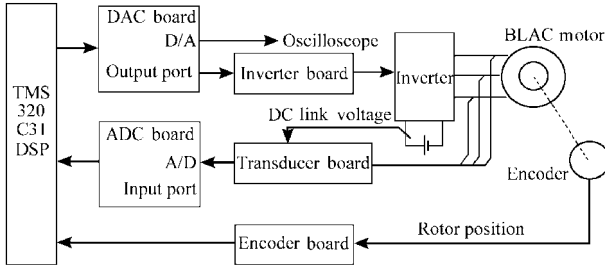 DAC board
D/A
Output port
Oscilloscope
Inverter board
Inverter
BLAC motor
TMS
320
C31
DSP
DC link voltage
ADC board
A/D
Input port
Transducer board
Encoder
Rotor position
Encoder board